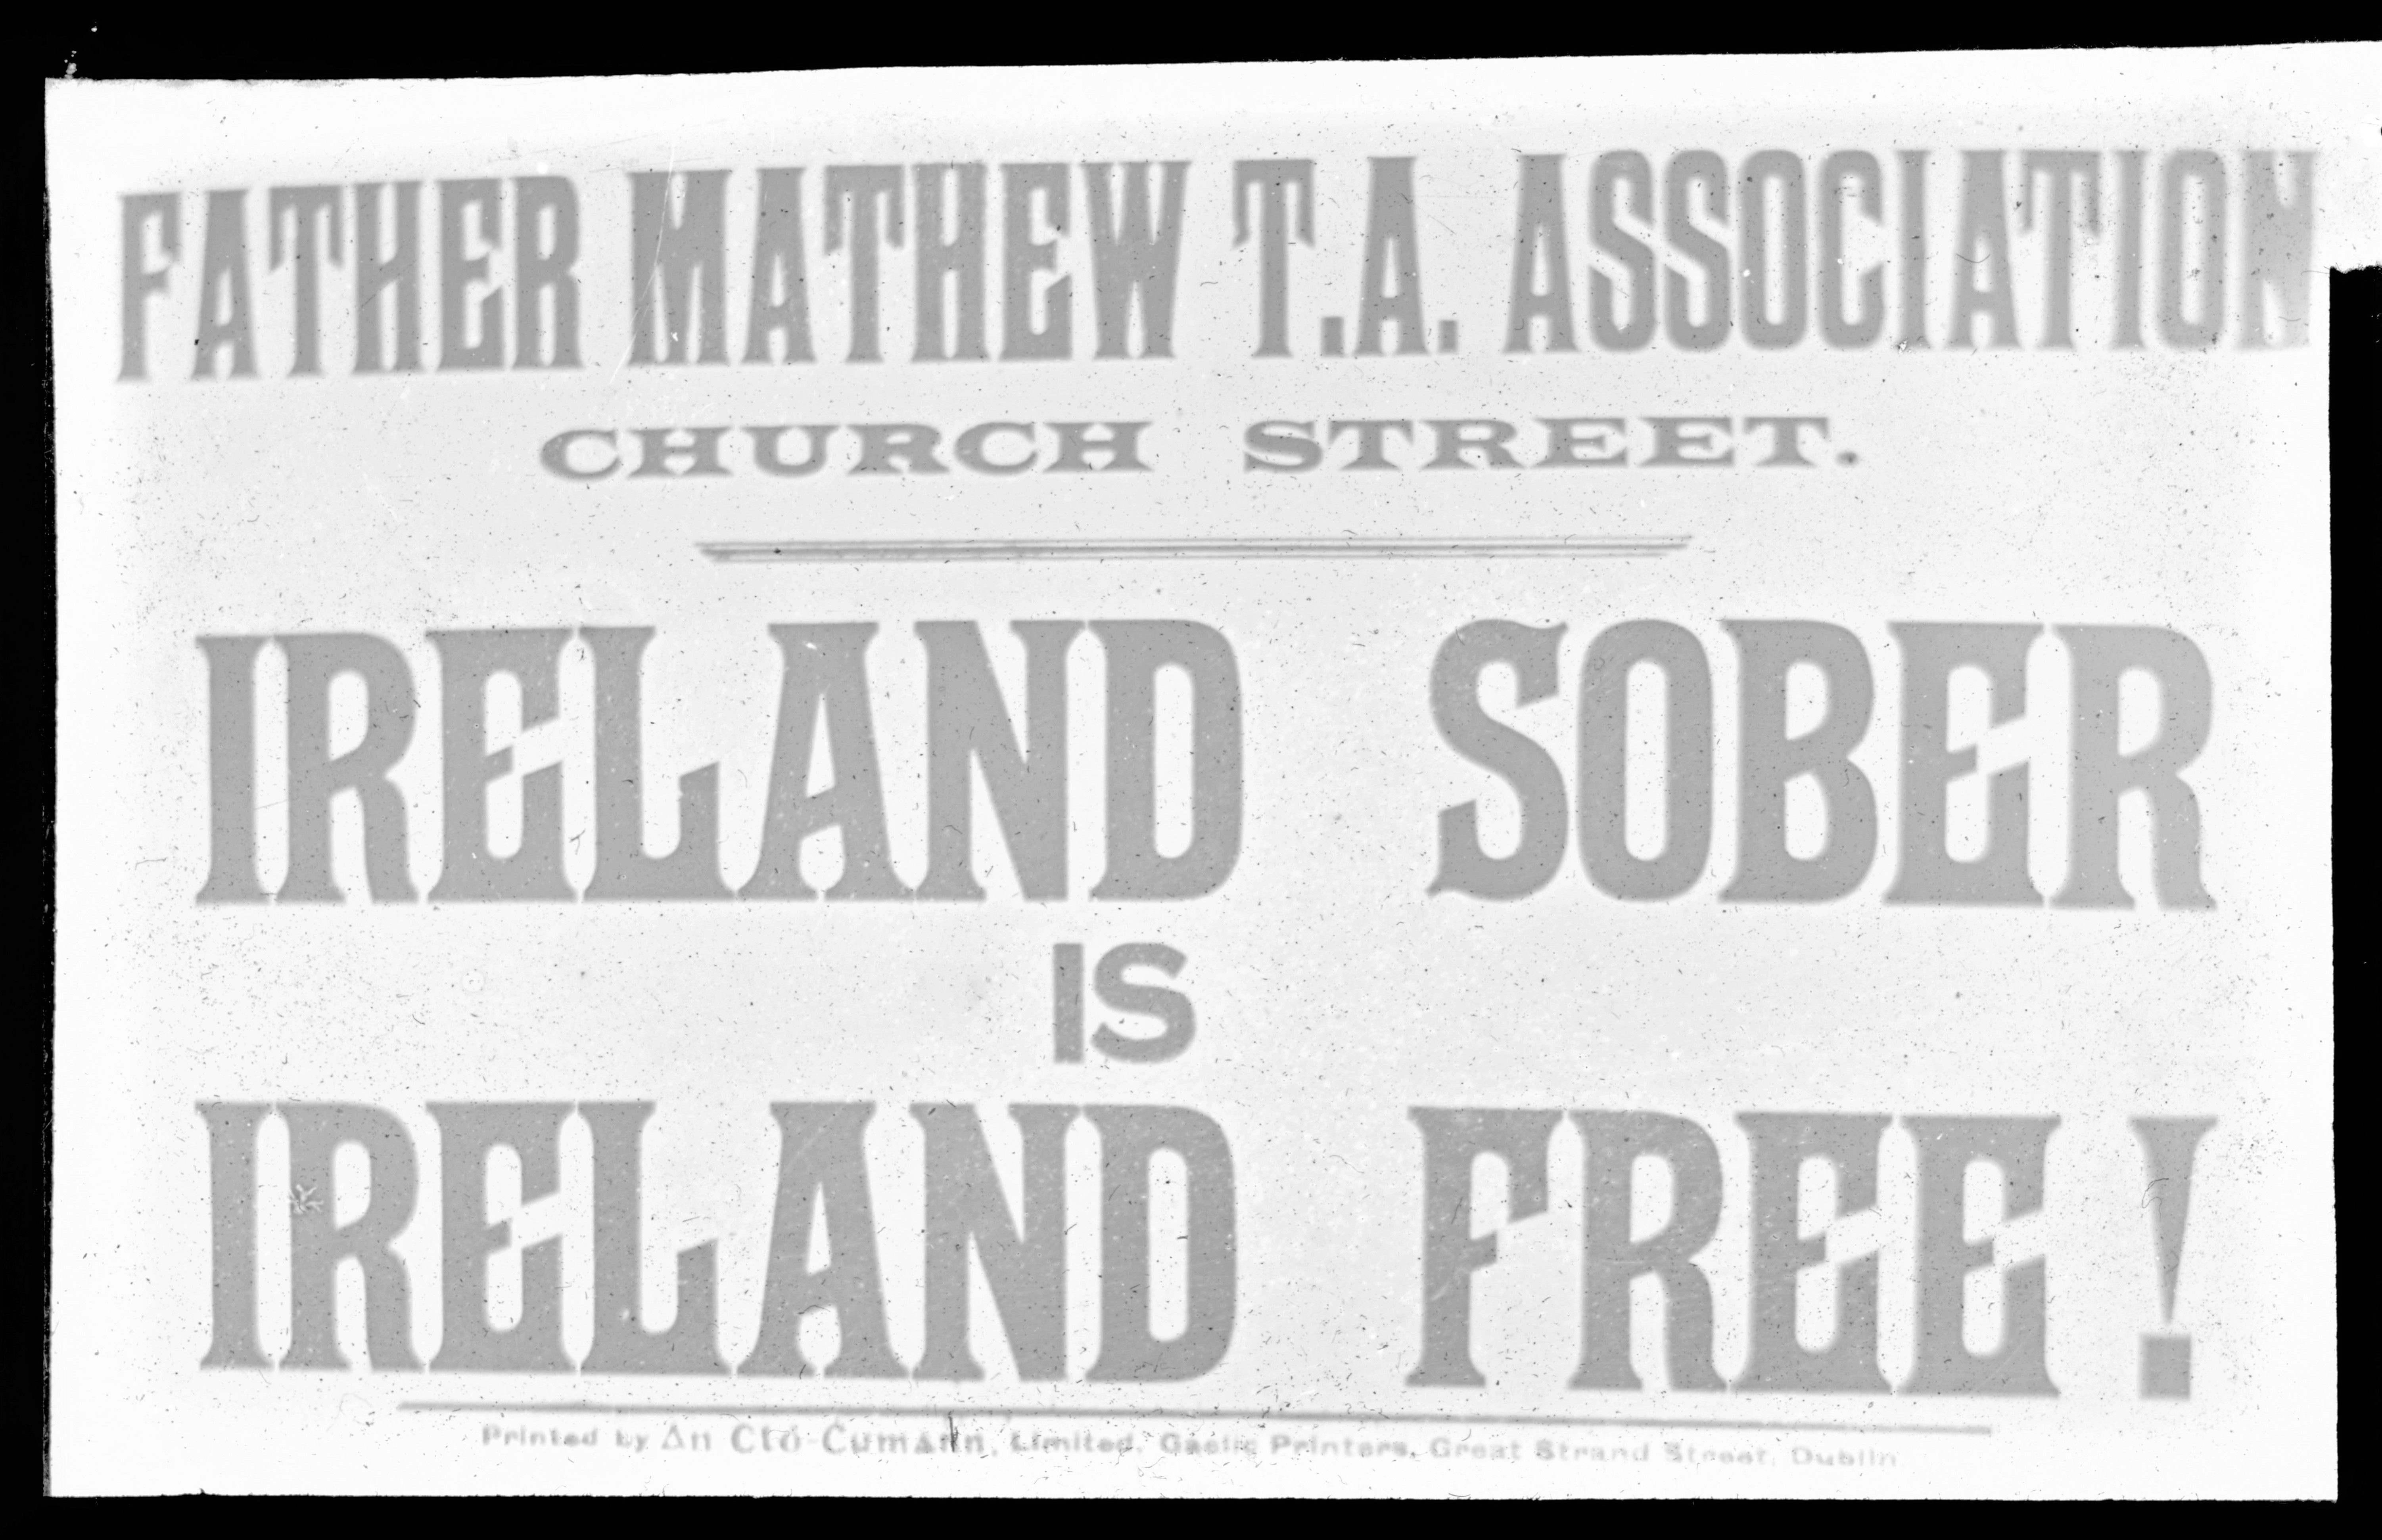 FATHER MATHEW T.A. ASSOCIATION
CHURCH STREET.
IRELAND SOBER
IS
IRELAND FREE!
Printed by An Cló-Cumann, Limited, Gaelic Printers, Great Strand Street, Dublin